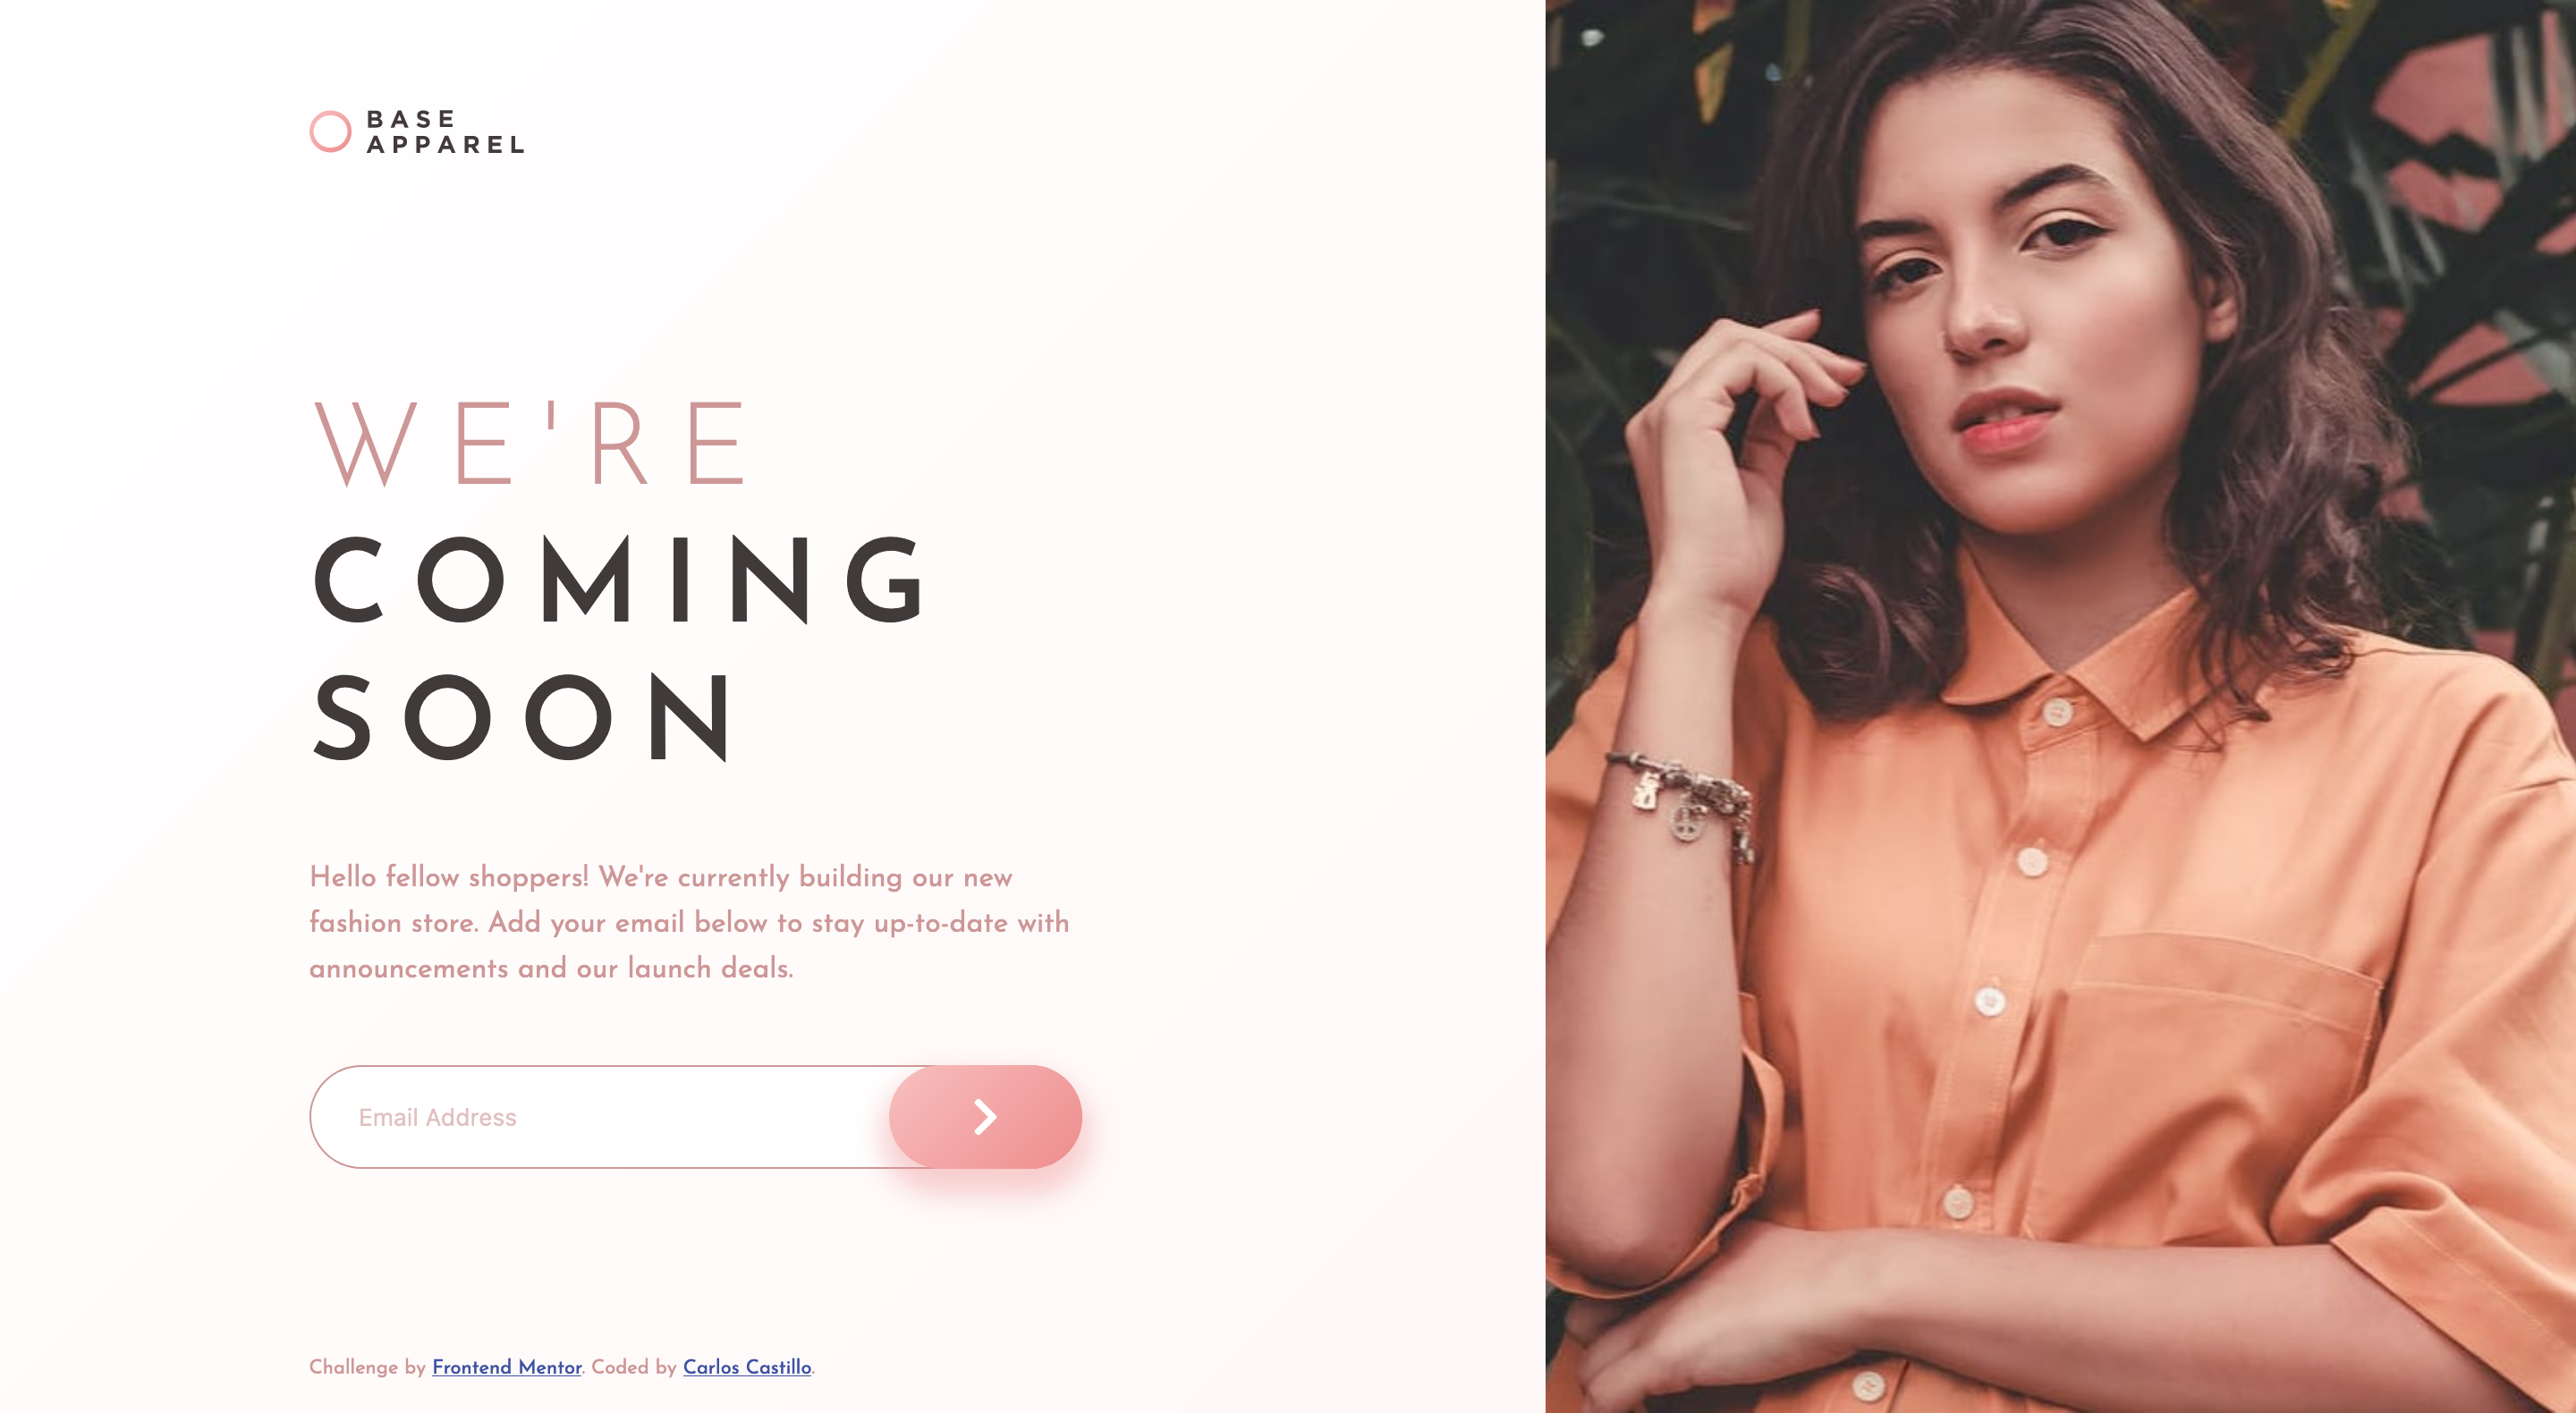 BASE
APPAREL
WE'RE
COMING
SOON
Hello fellow shoppers! We're currently building our new
fashion store. Add your email below to stay up-to-date with
announcements and our launch deals.
Email Address
Challenge by Frontend Mentor. Coded by Carlos Castillo.